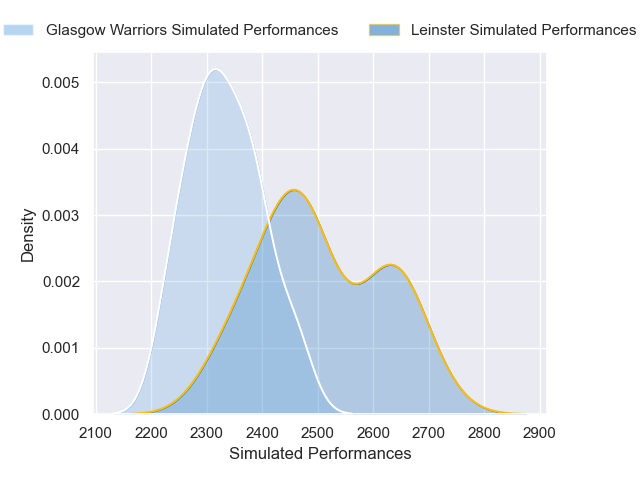 Glasgow Warriors Simulated Performances Leinster Simulated Performances
0.005
0.004
0.003
0.002
0.001
0.000
Density
2100 2200 2300 2400 2500 2600 2700 2800 2900
Simulated Performances